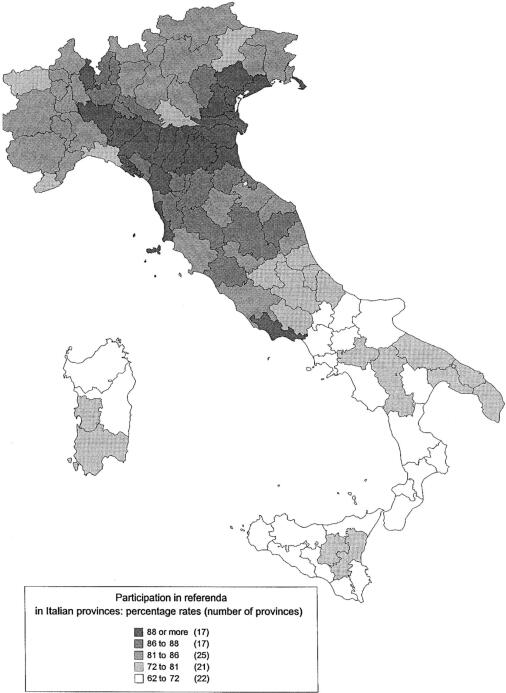 Participation in referenda
in Italian provinces: percentage rates (number of provinces)
88 or more (17)
86 to 88 (17)
81 to 86 (25)
72 to 81 (21)
62 to 72 (22)